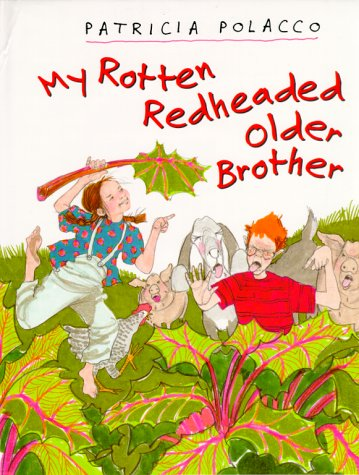 PATRICIA POLACCO
My Rotten
Redheaded
Older
Brother